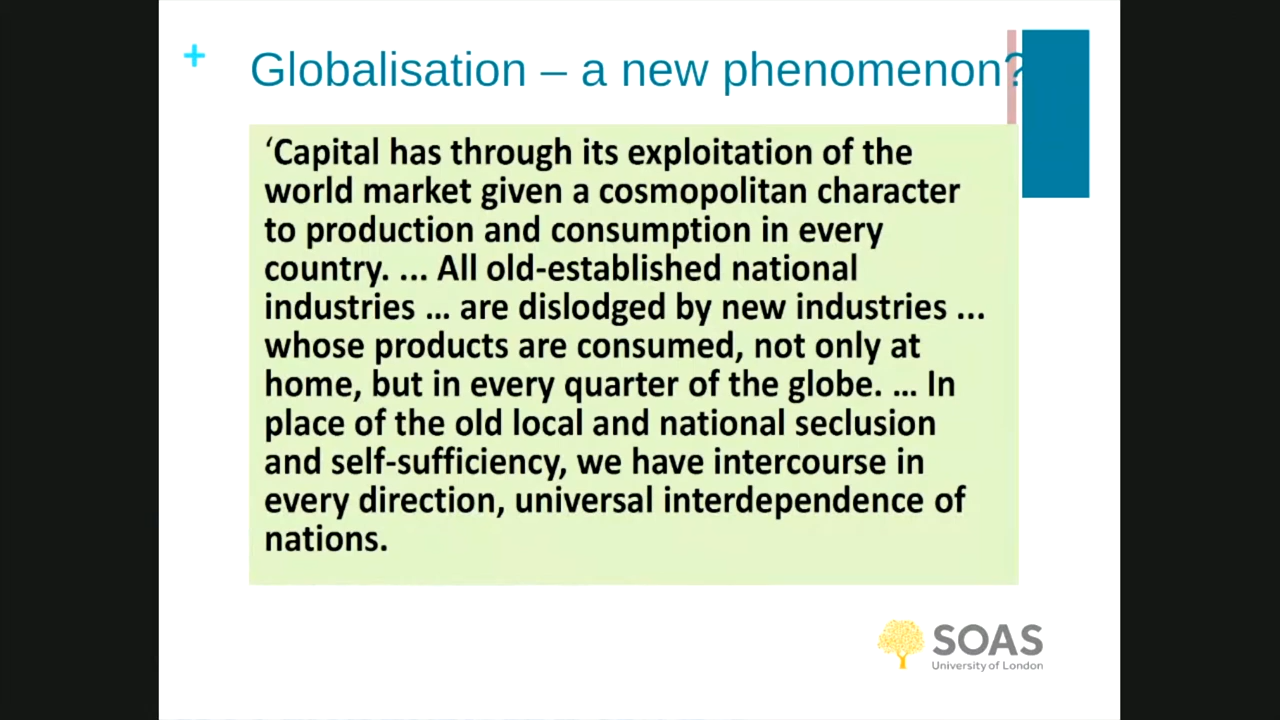 +
Globalisation – a new phenomenon?
‘Capital has through its exploitation of the
world market given a cosmopolitan character
to production and consumption in every
country. ... All old-established national
industries ... are dislodged by new industries ...
whose products are consumed, not only at
home, but in every quarter of the globe. ... In
place of the old local and national seclusion
and self-sufficiency, we have intercourse in
every direction, universal interdependence of
nations.
SOAS
University of London